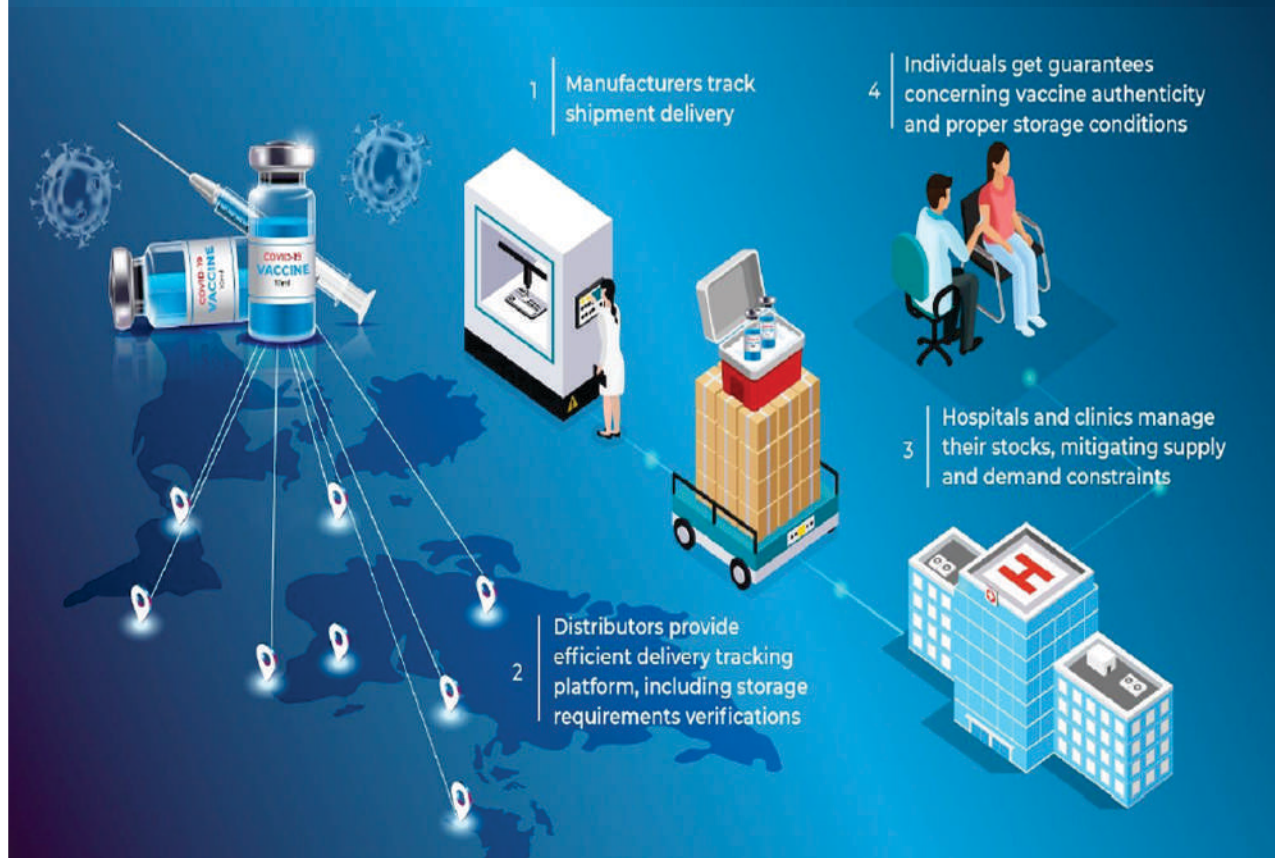 1
Manufacturers track
shipment delivery
4
Individuals get guarantees
concerning vaccine authenticity
and proper storage conditions
COVID-19
VACCINE
10ml
COVID-19
VACCINE
10ml
3
Hospitals and clinics manage
their stocks, mitigating supply
and demand constraints
H
2
Distributors provide
efficient delivery tracking
platform, including storage
requirements verifications